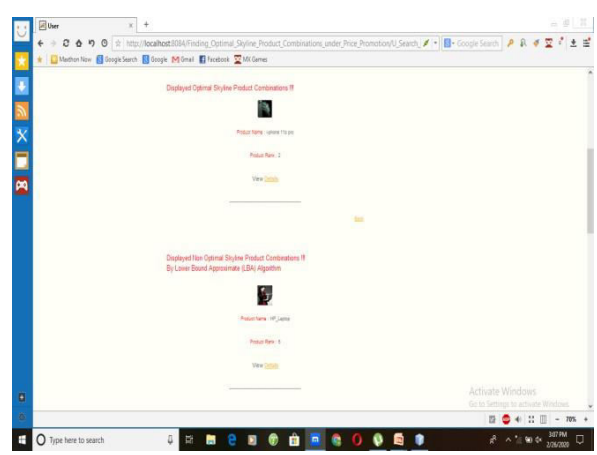 User
http://localhost:8084/Finding_Optimal_Skyline_Product_Combinations_under_Price_Promotion/U_Search_
Google Search
Maxthon Now Google Search Google Gmail Facebook MX Games
Displayed Optimal Skyline Product Combinations !!!
Product Name :
Product Rank : 2
View Details
Back
Displayed Non Optimal Skyline Product Combinations !!!
By Lower Bound Approximate (LBA) Algorithm
Product Name : HP_Laptop
Product Rank :
View Details
Activate Windows
Go to Settings to activate Windows.
70%
Type here to search
3:07 PM
2/26/2020